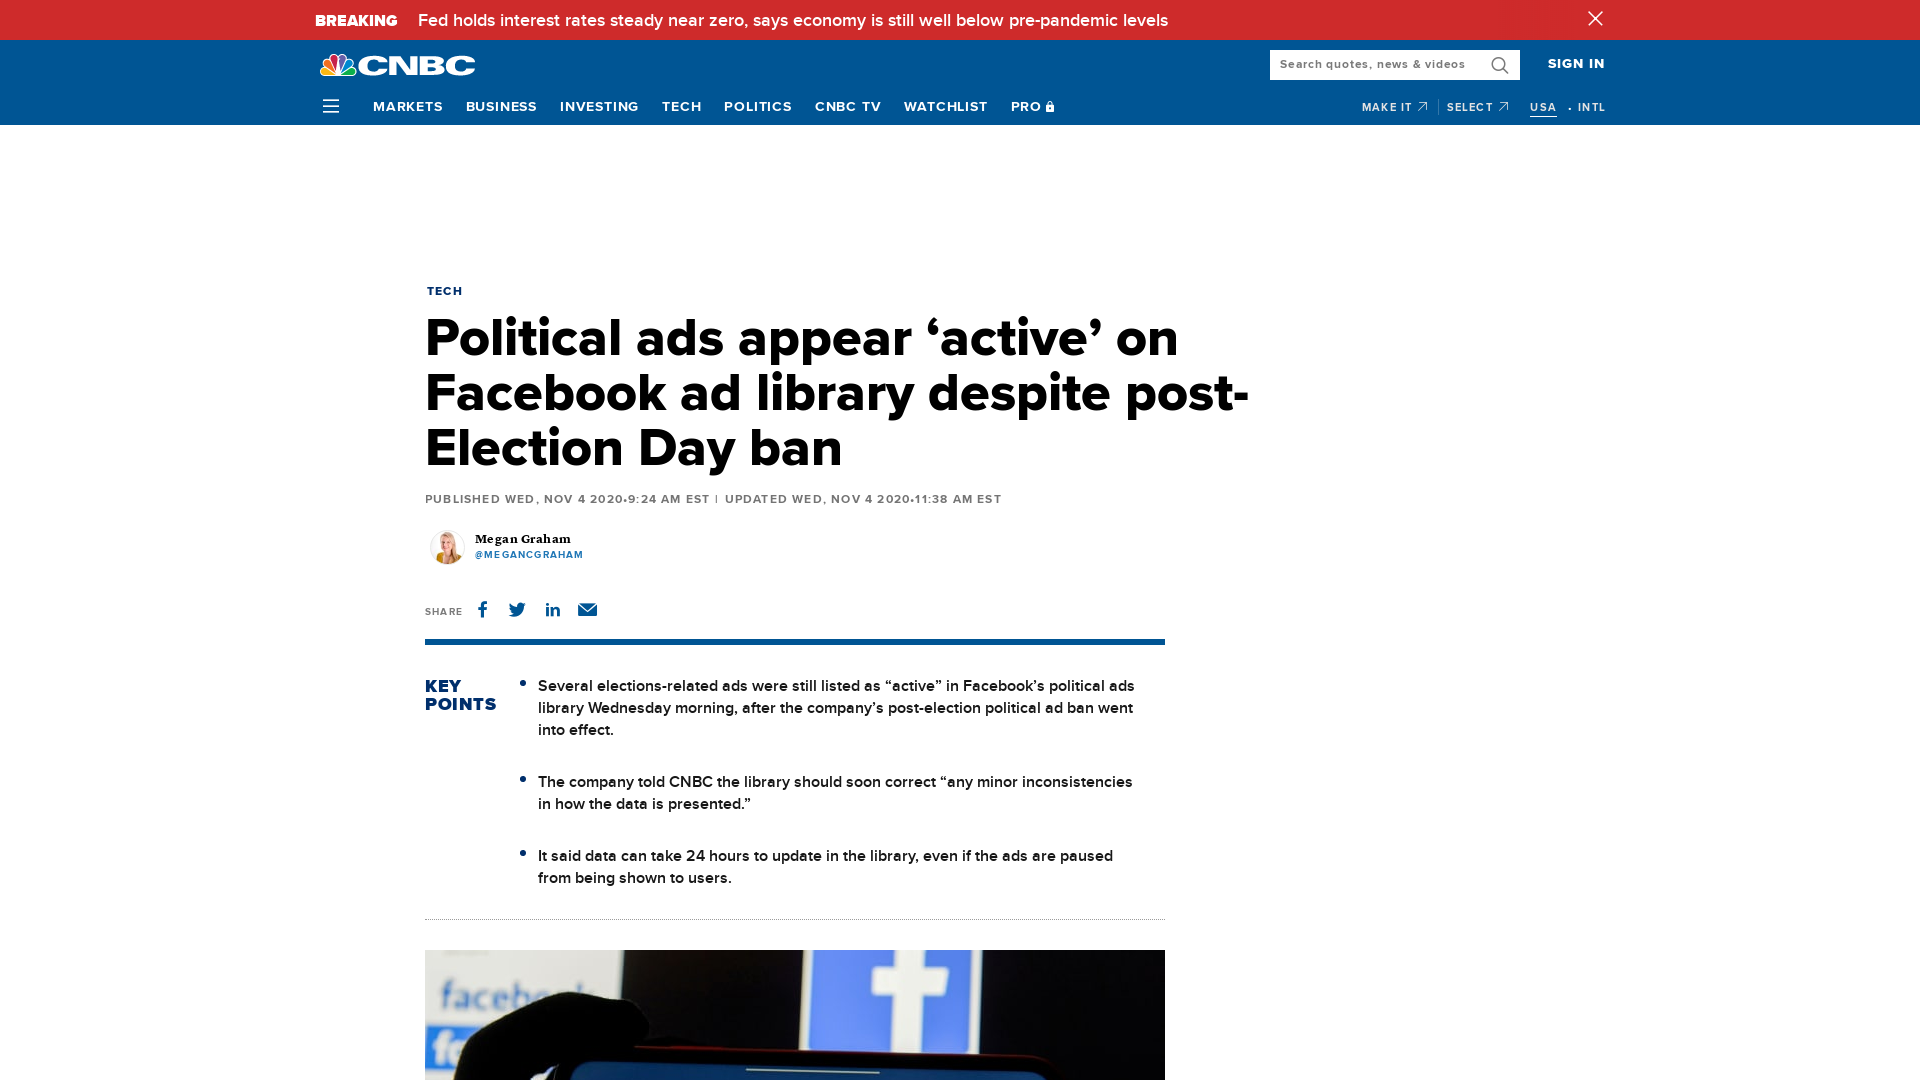 BREAKING Fed holds interest rates steady near zero, says economy is still well below pre-pandemic levels
CNBC
Search quotes, news & videos
SIGN IN
MARKETS BUSINESS INVESTING TECH POLITICS CNBC TV WATCHLIST PRO
MAKE IT SELECT USA • INTL
TECH
Political ads appear ‘active’ on
Facebook ad library despite post-
Election Day ban
PUBLISHED WED, NOV 4 2020•9:24 AM EST | UPDATED WED, NOV 4 2020•11:38 AM EST
Megan Graham
@MEGANCGRAHAM
SHARE
KEY
POINTS
• Several elections-related ads were still listed as “active” in Facebook’s political ads
library Wednesday morning, after the company’s post-election political ad ban went
into effect.
• The company told CNBC the library should soon correct “any minor inconsistencies
in how the data is presented.”
• It said data can take 24 hours to update in the library, even if the ads are paused
from being shown to users.
facebook